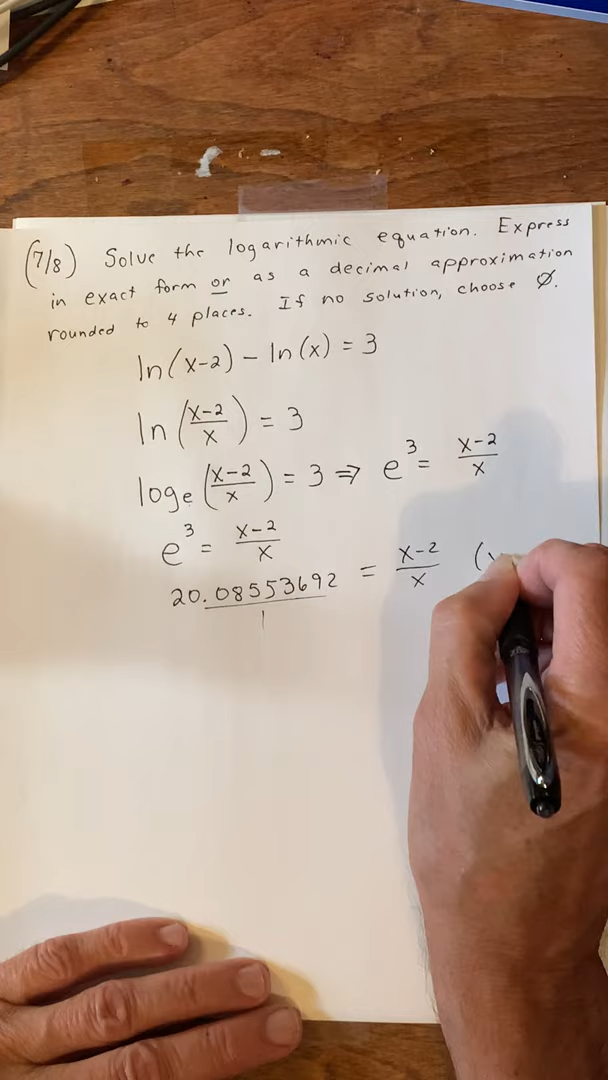 (7/8) Solve the logarithmic equation. Express
in exact form or as a decimal approximation
rounded to 4 places. If no solution, choose Ø.
ln(x-2) - ln(x) = 3
ln(x-2/x) = 3
logₑ(x-2/x) = 3 ⇒ e³ = x-2/x
e³ = x-2/x
20.08553692/1 = x-2/x (